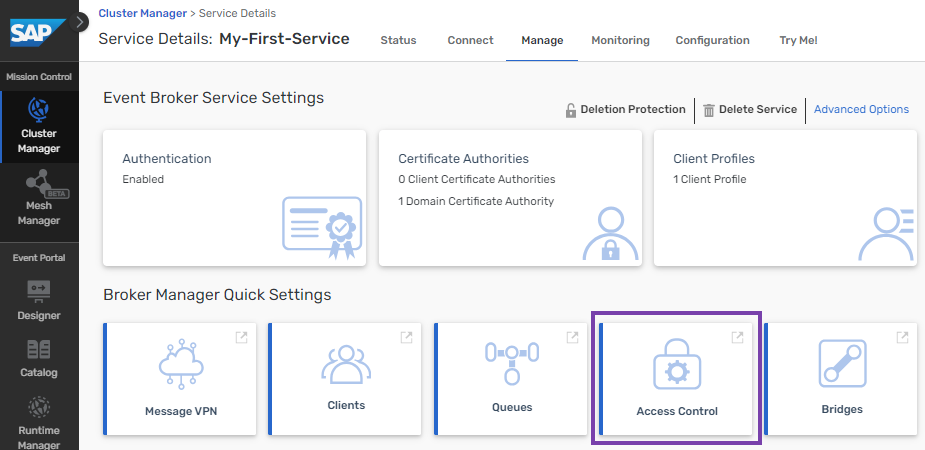 SAP
Cluster Manager > Service Details
Service Details: My-First-Service
Status
Connect
Manage
Monitoring
Configuration
Try Me!
Mission Control
Cluster
Manager
BETA
Mesh
Manager
Event Portal
Designer
Catalog
Runtime
Manager
Event Broker Service Settings
Deletion Protection
Delete Service
Advanced Options
Authentication
Enabled
Certificate Authorities
0 Client Certificate Authorities
1 Domain Certificate Authority
Client Profiles
1 Client Profile
Broker Manager Quick Settings
Message VPN
Clients
Queues
Access Control
Bridges